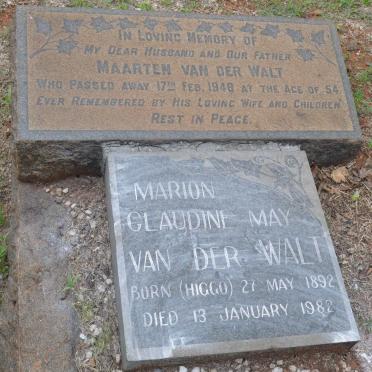 IN LOVING MEMORY OF
MY DEAR HUSBAND AND OUR FATHER
MAARTEN VAN DER WALT
WHO PASSED AWAY 17TH FEB. 1948 AT THE AGE OF 54
EVER REMEMBERED BY HIS LOVING WIFE AND CHILDREN
REST IN PEACE.
MARION
CLAUDINE MAY
VAN DER WALT
BORN (HIGGO) 27 MAY 1892
DIED 13 JANUARY 1982